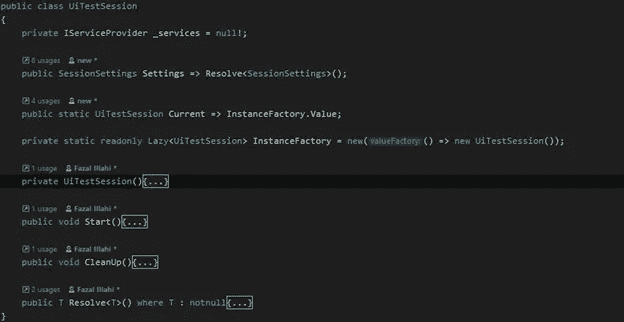 public class UiTestSession
{
private IServiceProvider _services = null!;
6 usages new *
public SessionSettings Settings => Resolve<SessionSettings>();
4 usages new *
public static UiTestSession Current => InstanceFactory.Value;
private static readonly Lazy<UiTestSession> InstanceFactory = new(valueFactory:() => new UiTestSession());
1 usage Fazal Illahi *
private UiTestSession(){...}
1 usage Fazal Illahi *
public void Start(){...}
1 usage Fazal Illahi *
public void CleanUp(){...}
2 usages Fazal Illahi *
public T Resolve<T>() where T : notnull{...}
}